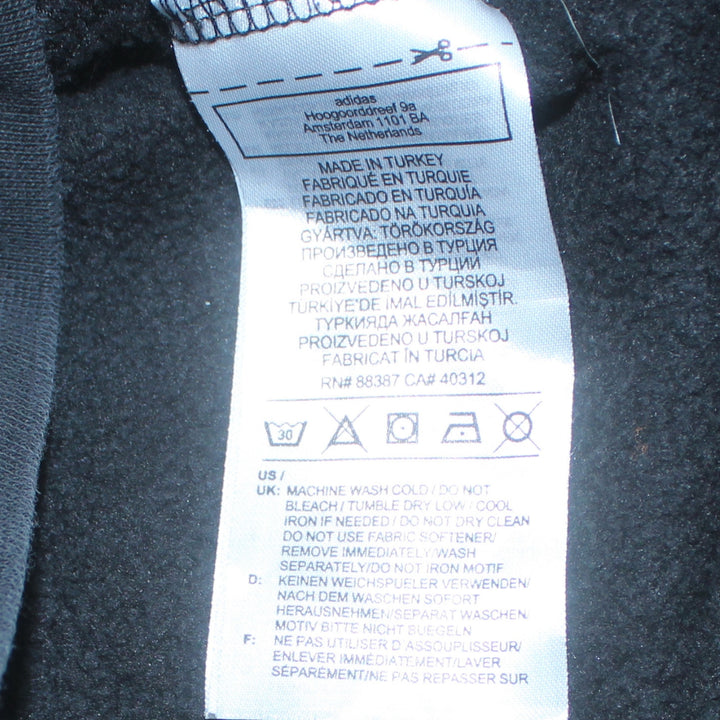 adidas
Hoogoorddreef 9a
Amsterdam 1101 BA
The Netherlands
MADE IN TURKEY
FABRIQUÉ EN TURQUIE
FABRICADO EN TURQUIA
FABRICADO NA TURQUIA
GYÁRTVA: TÖRÖKORSZÁG
ПРОИЗВЕДЕНО В ТУРЦИЯ
СДЕЛАНО В ТУРЦИИ
PROIZVEDENO U TURSKOJ
TÜRKIYE'DE IMAL EDİLMİŞTİR.
ТУРКИЯДА ЖАСАЛҒАН
PROIZVEDENO U TURSKOJ
FABRICAT ÎN TURCIA
RN# 88387 CA# 40312
30
US /
UK: MACHINE WASH COLD / DO NOT
BLEACH / TUMBLE DRY LOW / COOL
IRON IF NEEDED / DO NOT DRY CLEAN
DO NOT USE FABRIC SOFTENER/
REMOVE IMMEDIATELY/WASH
SEPARATELY/DO NOT IRON MOTIF
D: KEINEN WEICHSPUELER VERWENDEN/
NACH DEM WASCHEN SOFORT
HERAUSNEHMEN/SEPARAT WASCHEN/
MOTIV BITTE NICHT BUEGELN
F: NE PAS UTILISER D ASSOUPLISSEUR/
ENLEVER IMMÉDIATEMENT/LAVER
SÉPARÉMENT/NE PAS REPASSER SUR